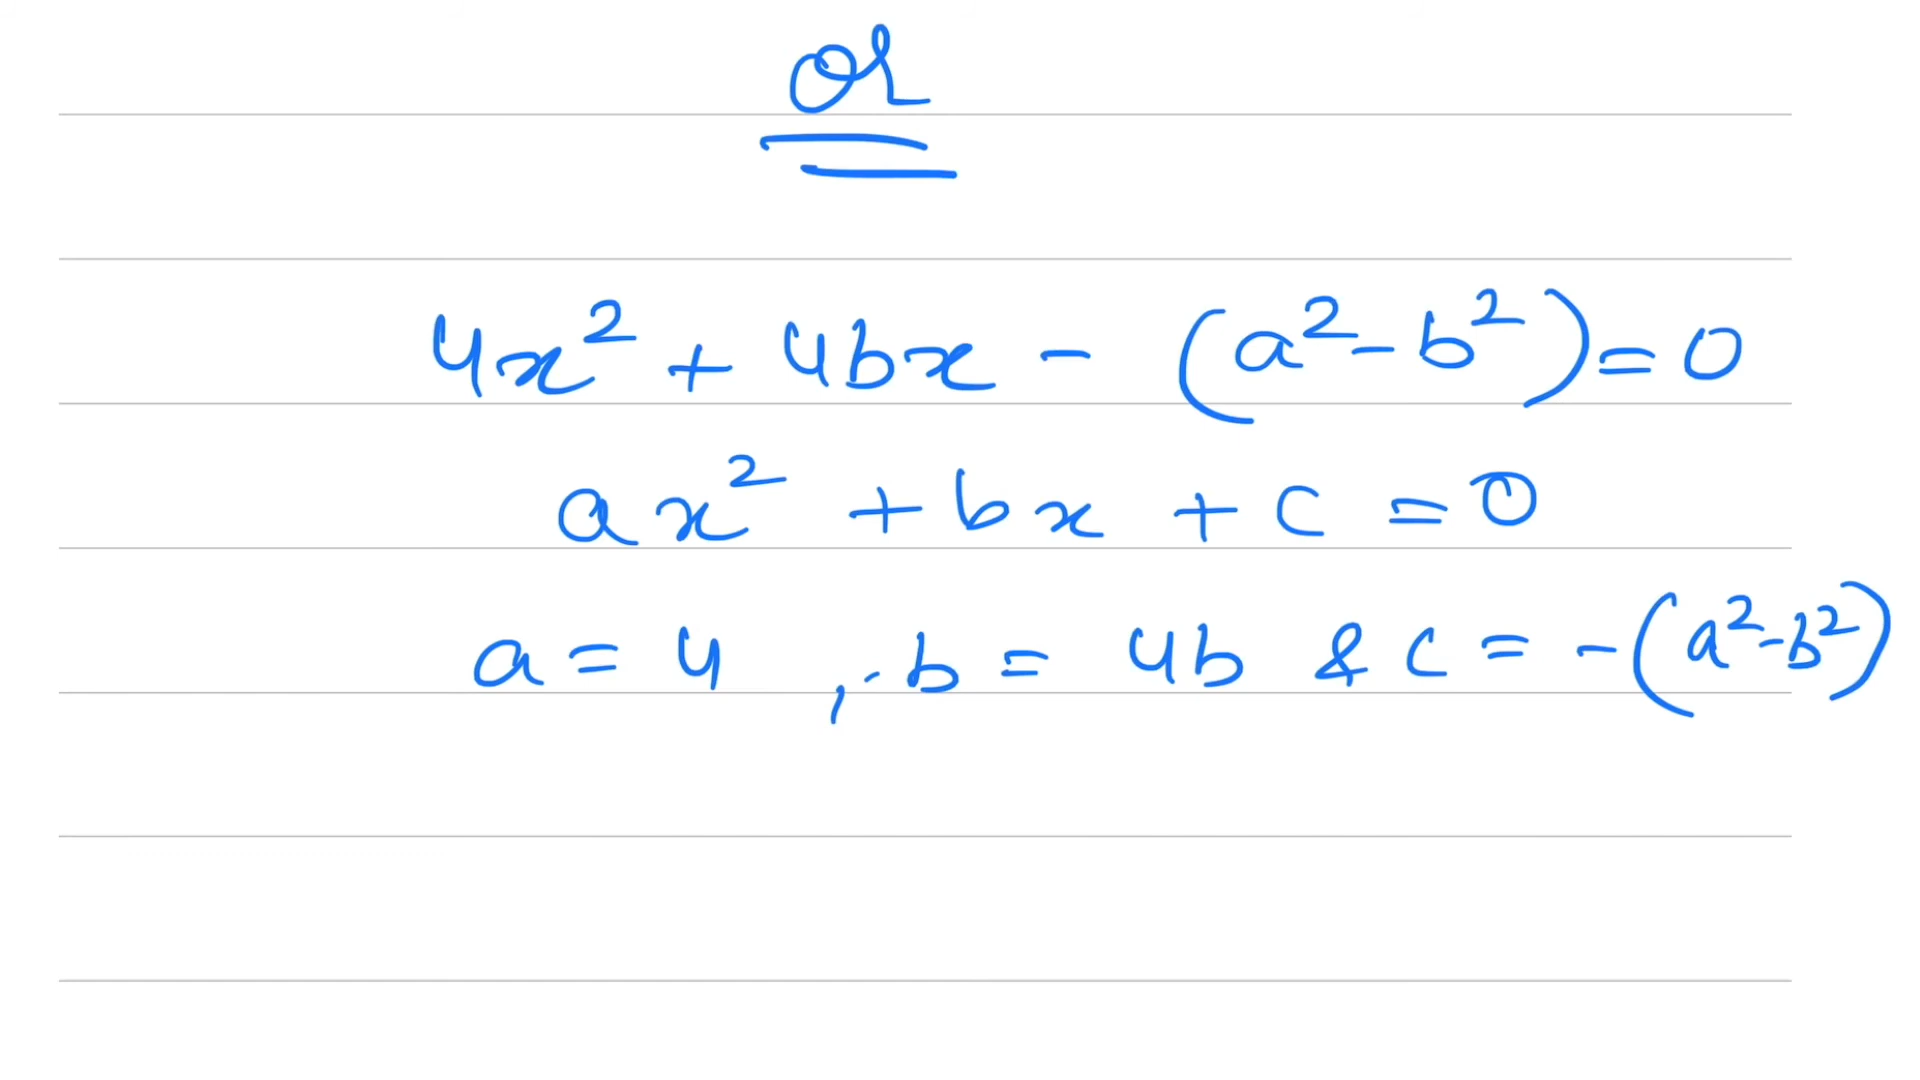 or
4x² + 4bx - (a² - b²) = 0
ax² + bx + c = 0
a = 4 , b = 4b & c = -(a² - b²)